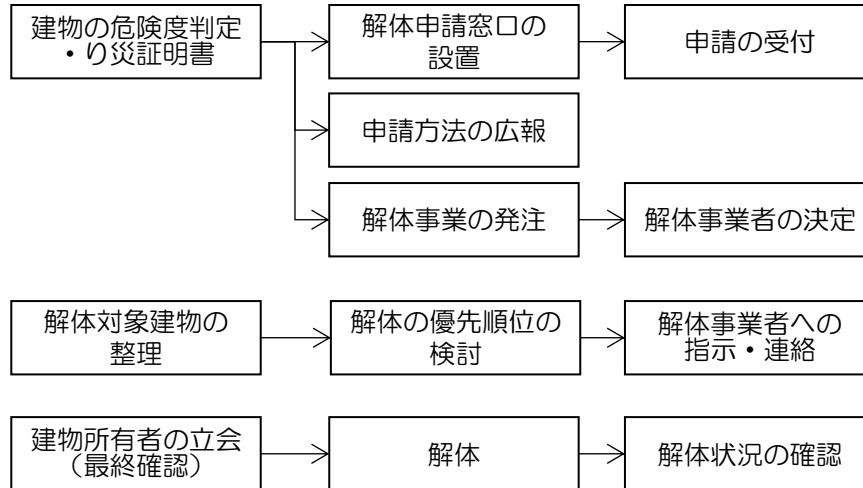 建物の危険度判定
・り災証明書
解体申請窓口の
設置
申請の受付
申請方法の広報
解体事業の発注
解体事業者の決定
解体対象建物の
整理
解体の優先順位の
検討
解体事業者への
指示・連絡
建物所有者の立会
（最終確認）
解体
解体状況の確認